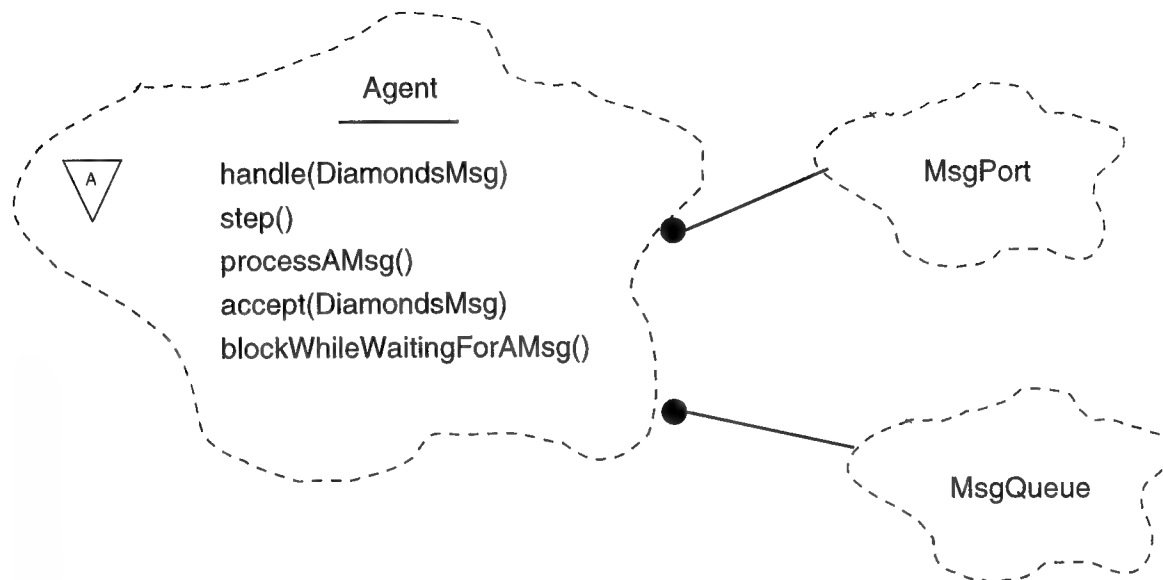 Agent
A
handle(DiamondsMsg)
step()
processAMsg()
accept(DiamondsMsg)
blockWhileWaitingForAMsg()
MsgPort
MsgQueue